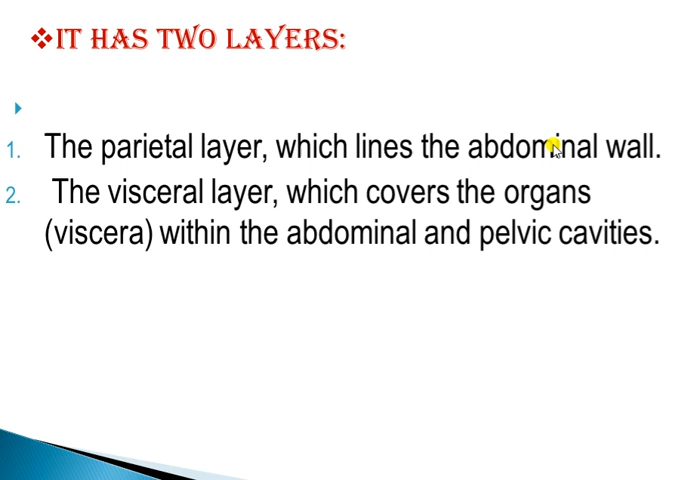 IT HAS TWO LAYERS:
1. The parietal layer, which lines the abdominal wall.
2. The visceral layer, which covers the organs
(viscera) within the abdominal and pelvic cavities.